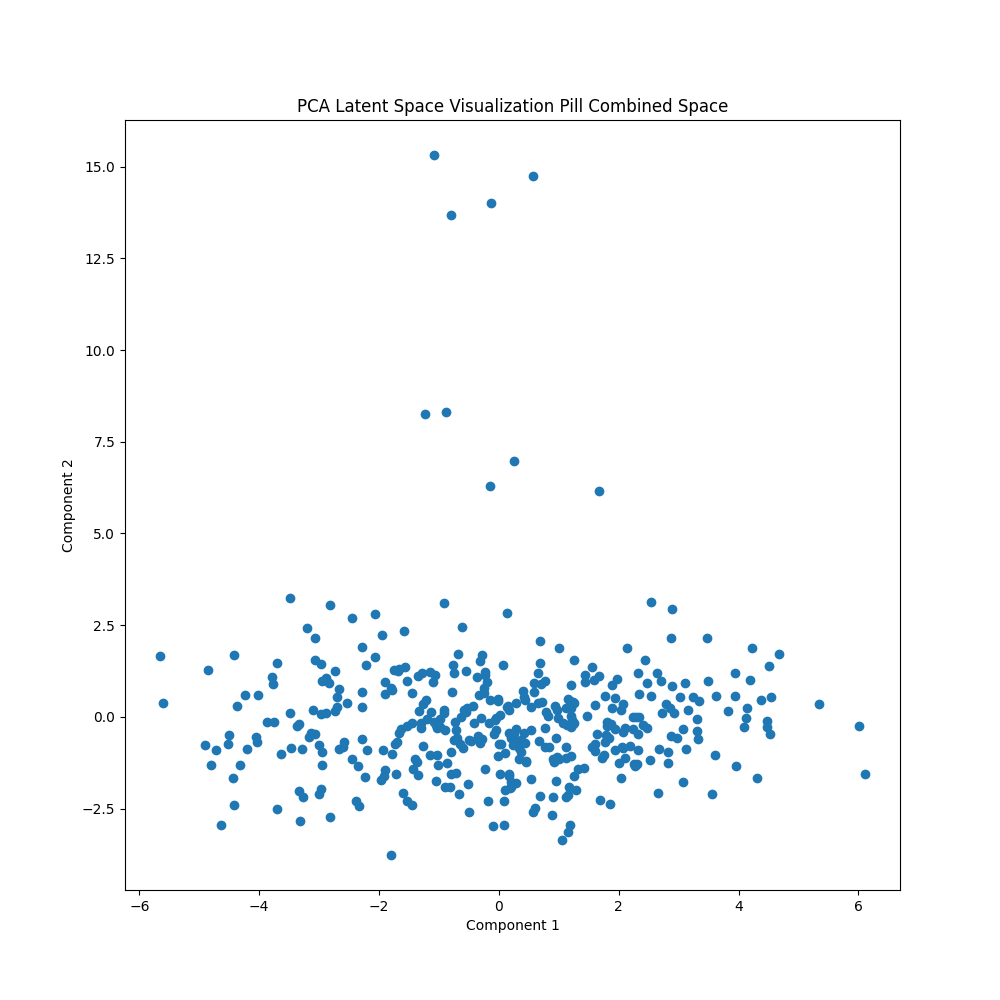 PCA Latent Space Visualization Pill Combined Space
15.0
12.5
10.0
7.5
5.0
2.5
0.0
−2.5
Component 2
−6 −4 −2 0 2 4 6
Component 1